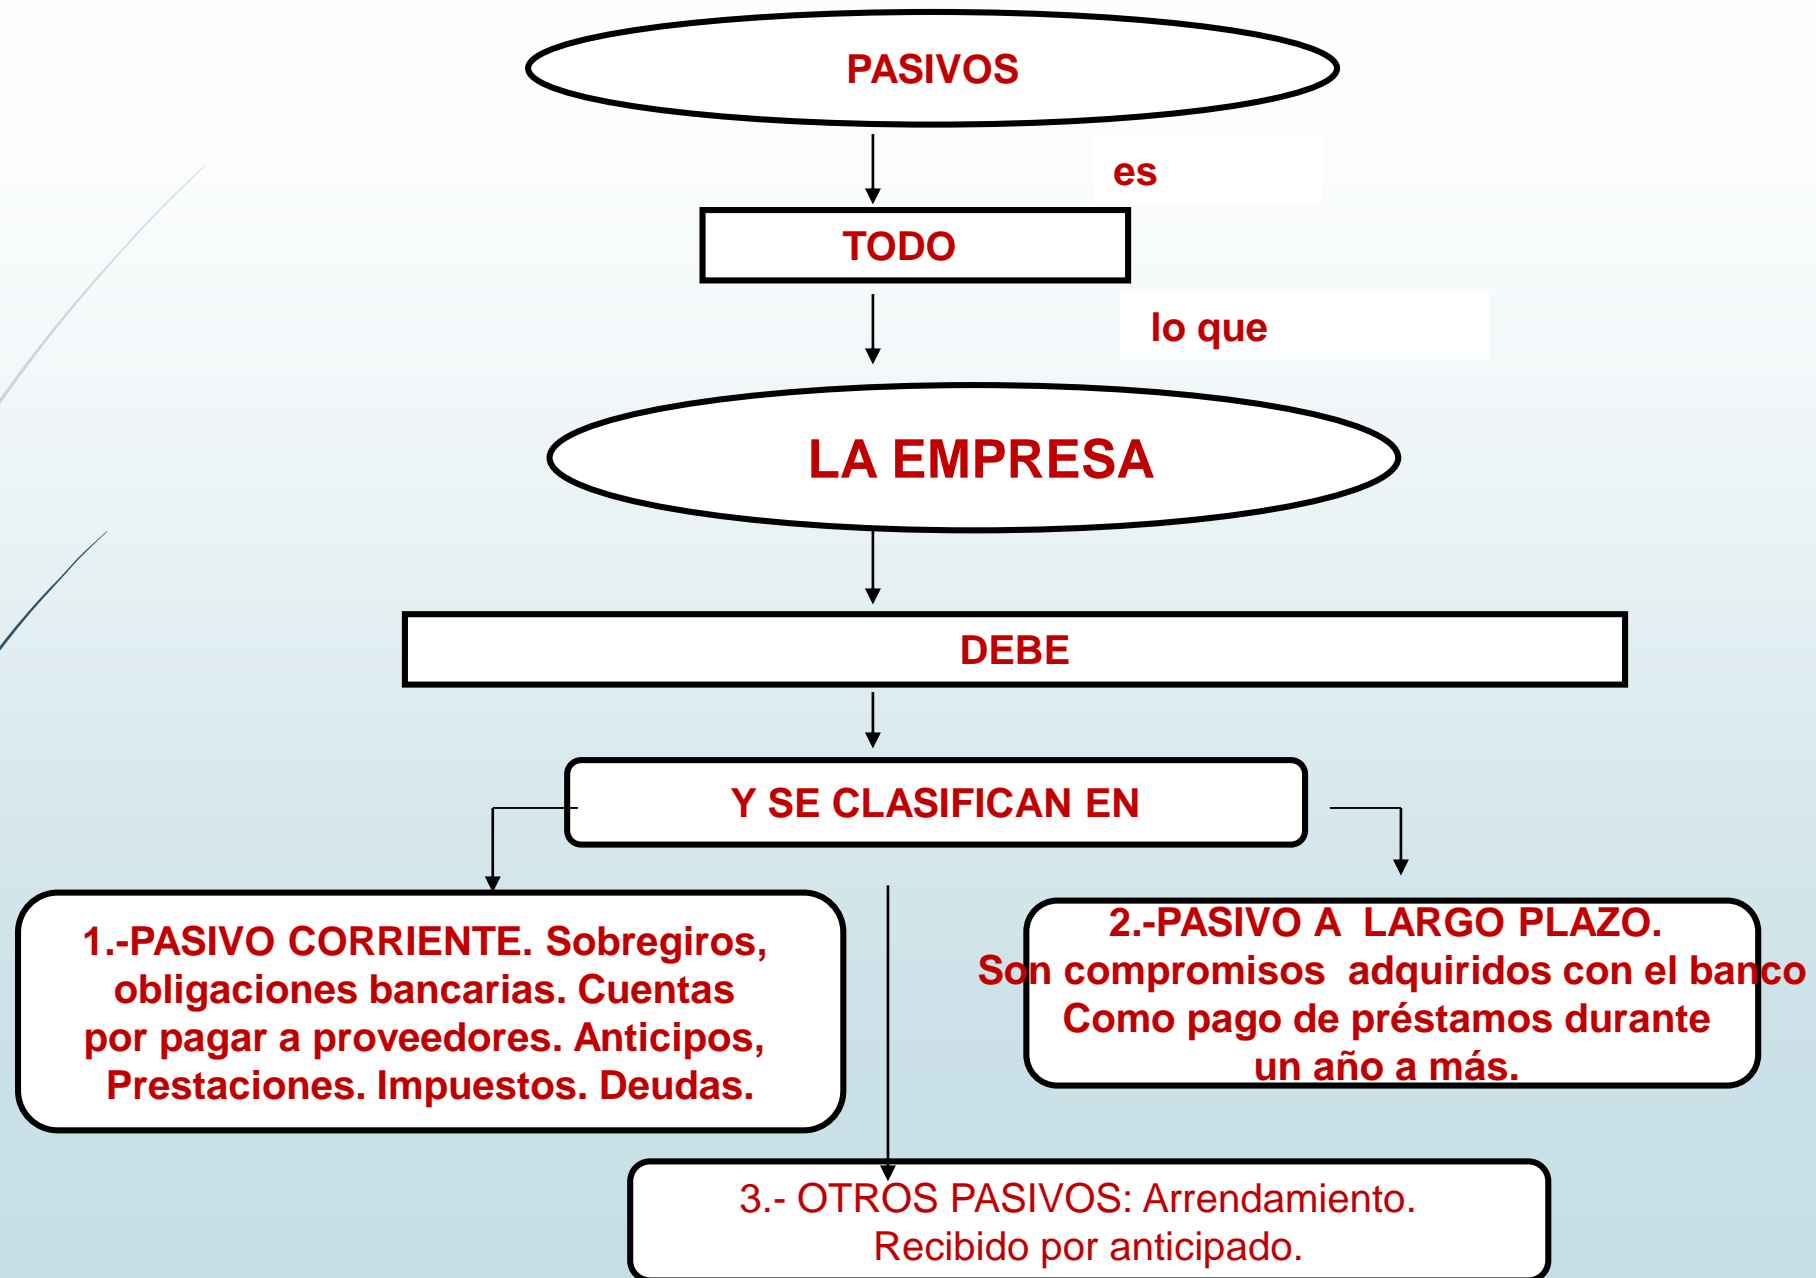 PASIVOS
es
TODO
lo que
LA EMPRESA
DEBE
Y SE CLASIFICAN EN
1.-PASIVO CORRIENTE. Sobregiros,
obligaciones bancarias. Cuentas
por pagar a proveedores. Anticipos,
Prestaciones. Impuestos. Deudas.
2.-PASIVO A LARGO PLAZO.
Son compromisos adquiridos con el banco
Como pago de préstamos durante
un año a más.
3.- OTROS PASIVOS: Arrendamiento.
Recibido por anticipado.